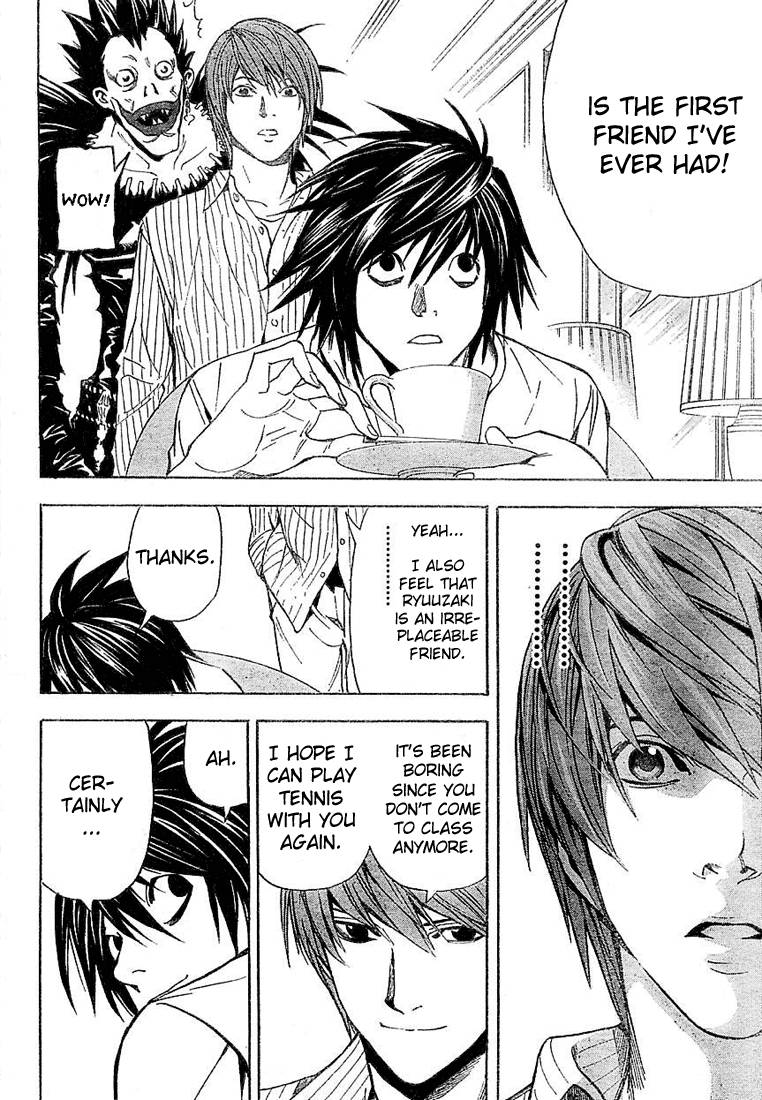 IS THE FIRST
FRIEND I'VE
EVER HAD!
WOW!
YEAH...
I ALSO
FEEL THAT
RYUUZAKI
IS AN IRRE-
PLACEABLE
FRIEND.
THANKS.
IT'S BEEN
BORING
SINCE YOU
DON'T COME
TO CLASS
ANYMORE.
I HOPE I
CAN PLAY
TENNIS
WITH YOU
AGAIN.
AH.
CER-
TAINLY
...